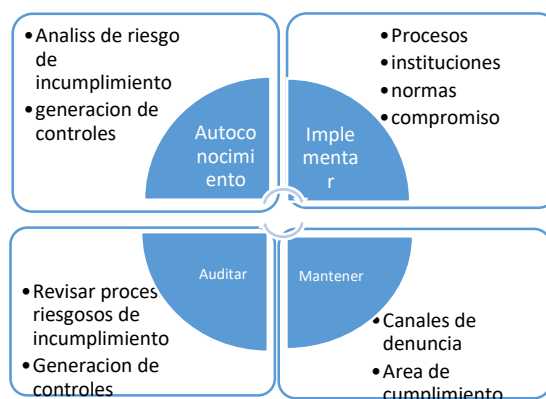 •Analiss de riesgo
de
incumplimiento
•generacion de
controles
Autoco
nocimi
ento
•Procesos
•instituciones
•normas
•compromiso
Imple
menta
r
Auditar
•Revisar proces
riesgosos de
incumplimiento
•Generacion de
controles
Mantener
•Canales de
denuncia
•Area de
cumplimiento